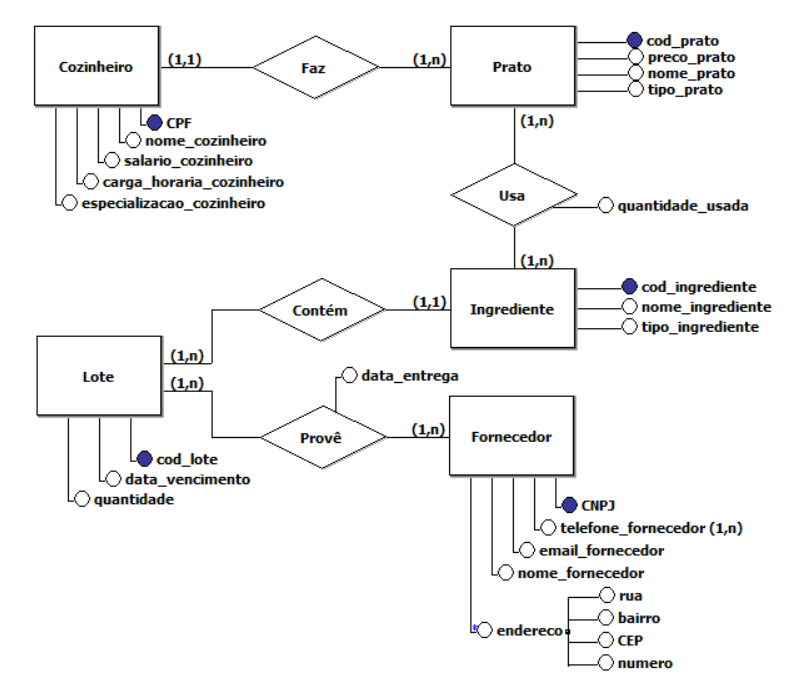 Cozinheiro
(1,1)
Faz
(1,n)
Prato
cod_prato
preco_prato
nome_prato
tipo_prato
CPF
nome_cozinheiro
salario_cozinheiro
carga_horaria_cozinheiro
especializacao_cozinheiro
(1,n)
Usa
quantidade_usada
(1,n)
Ingrediente
cod_ingrediente
nome_ingrediente
tipo_ingrediente
Contém
(1,1)
(1,n)
Lote
(1,n)
data_entrega
Provê
(1,n)
Fornecedor
cod_lote
data_vencimento
quantidade
CNPJ
telefone_fornecedor (1,n)
email_fornecedor
nome_fornecedor
endereco
rua
bairro
CEP
numero